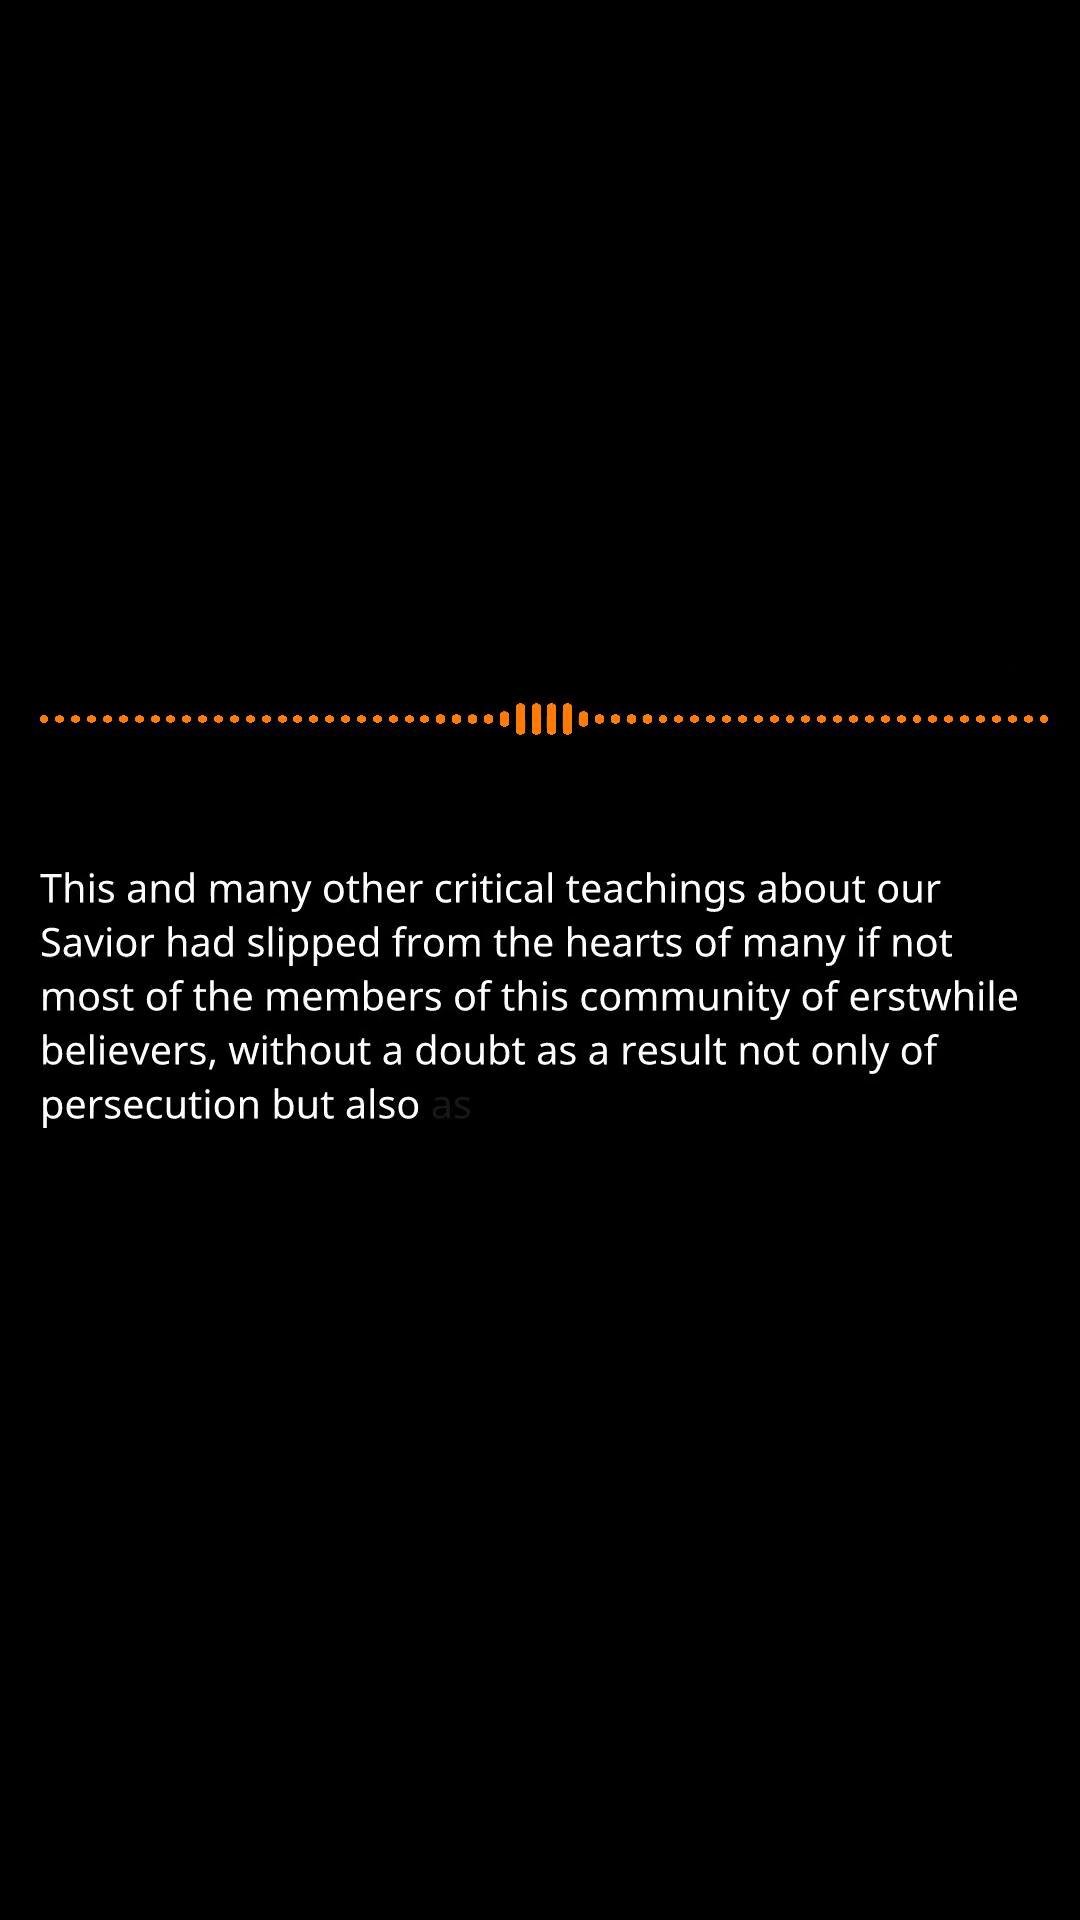 This and many other critical teachings about our
Savior had slipped from the hearts of many if not
most of the members of this community of erstwhile
believers, without a doubt as a result not only of
persecution but also as